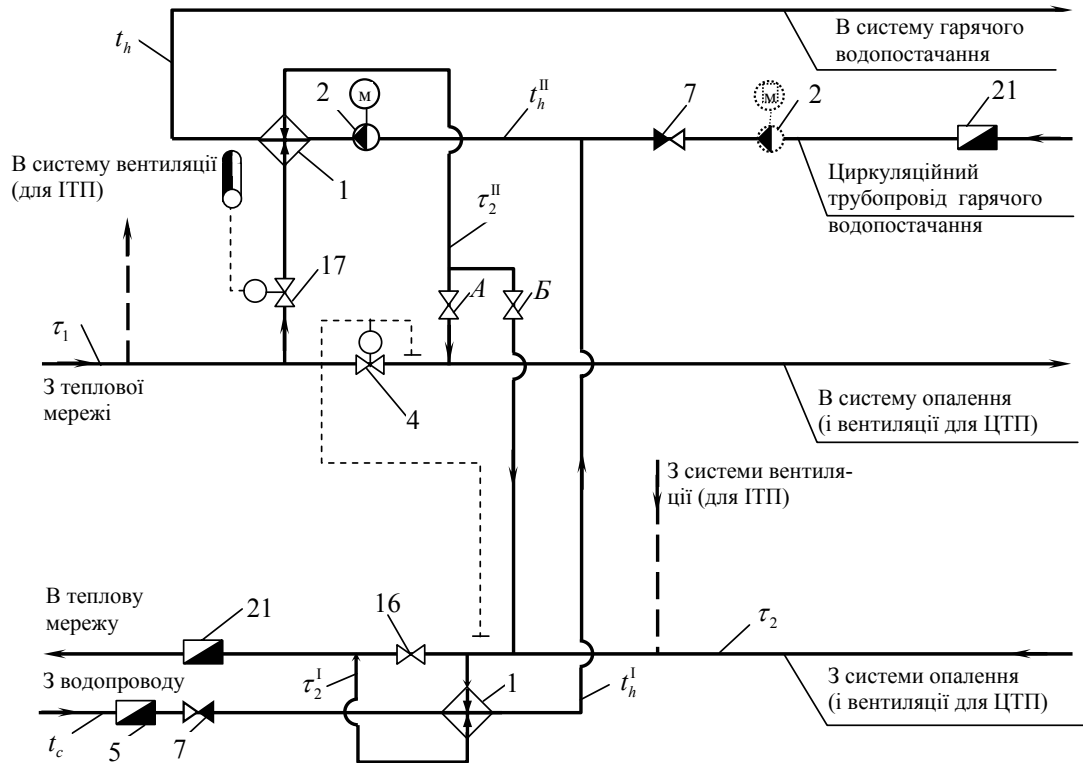 t_h
В систему гарячого
водопостачання
2
М
t_h^II
7
М
2
21
В систему вентиляції
(для ІТП)
1
Циркуляційний
трубопровід гарячого
водопостачання
τ_2^II
17
А
Б
τ_1
З теплової
мережі
4
В систему опалення
(і вентиляції для ЦТП)
З системи вентиля-
ції (для ІТП)
В теплову
мережу
21
16
τ_2
τ_2^I
1
t_h^I
З водопроводу
З системи опалення
(і вентиляції для ЦТП)
t_c
5
7